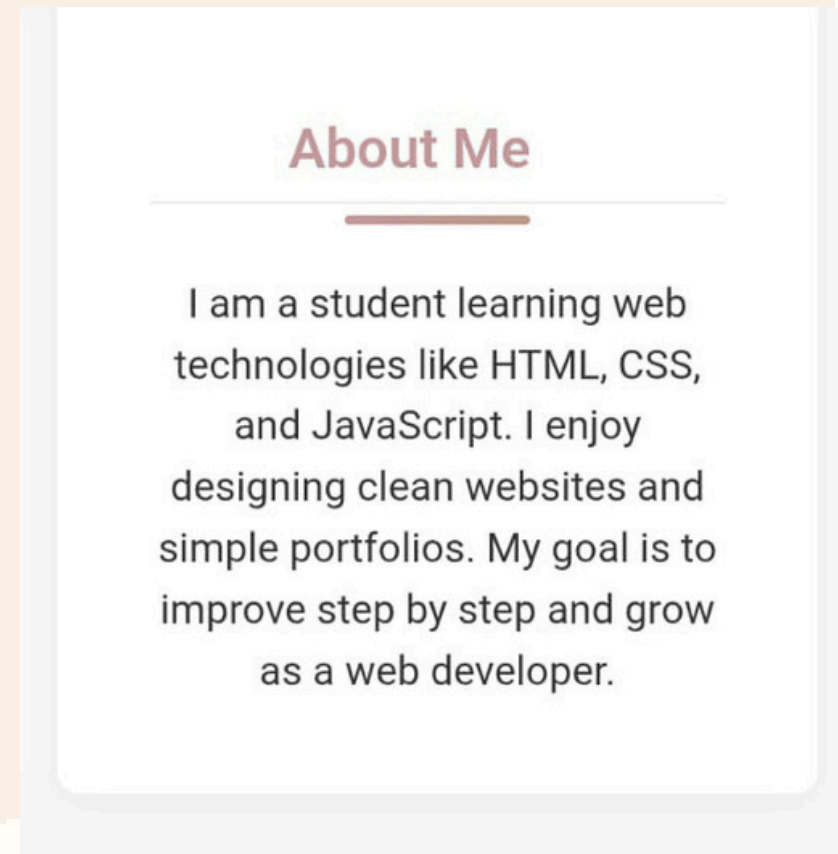 About Me
I am a student learning web
technologies like HTML, CSS,
and JavaScript. I enjoy
designing clean websites and
simple portfolios. My goal is to
improve step by step and grow
as a web developer.